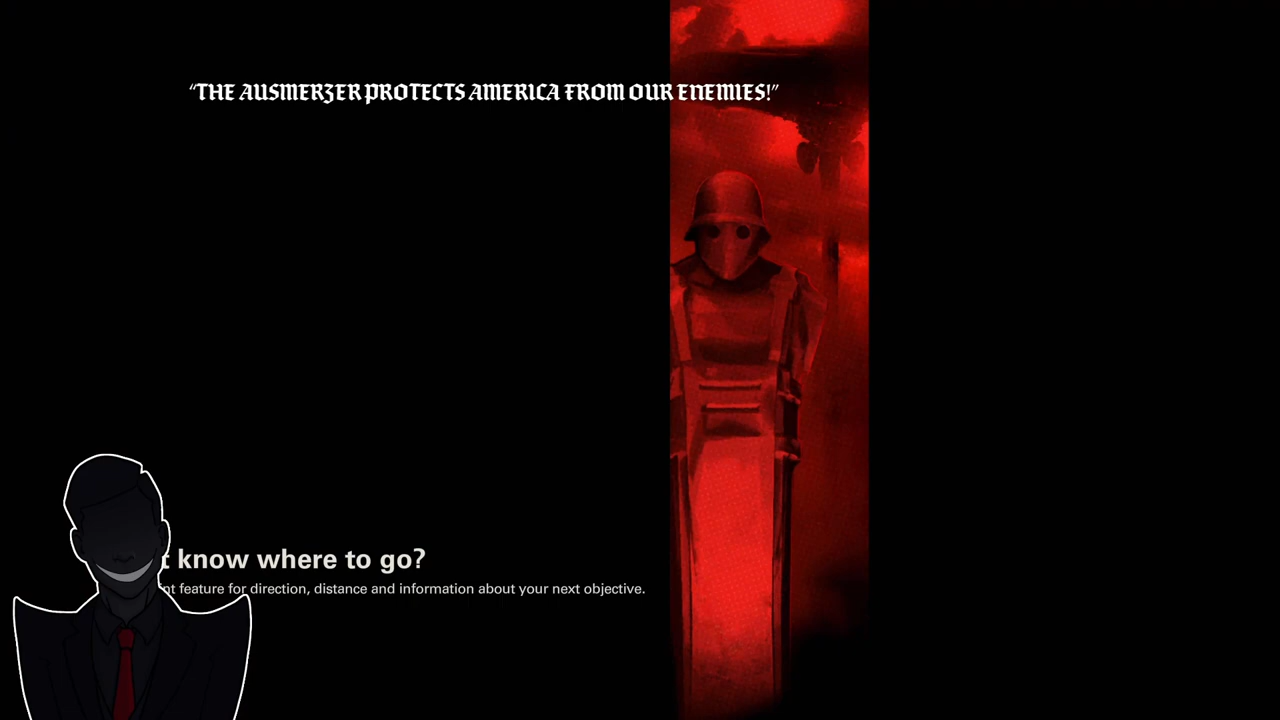 “THE AUSMERZER PROTECTS AMERICA FROM OUR ENEMIES!”
know where to go?
feature for direction, distance and information about your next objective.